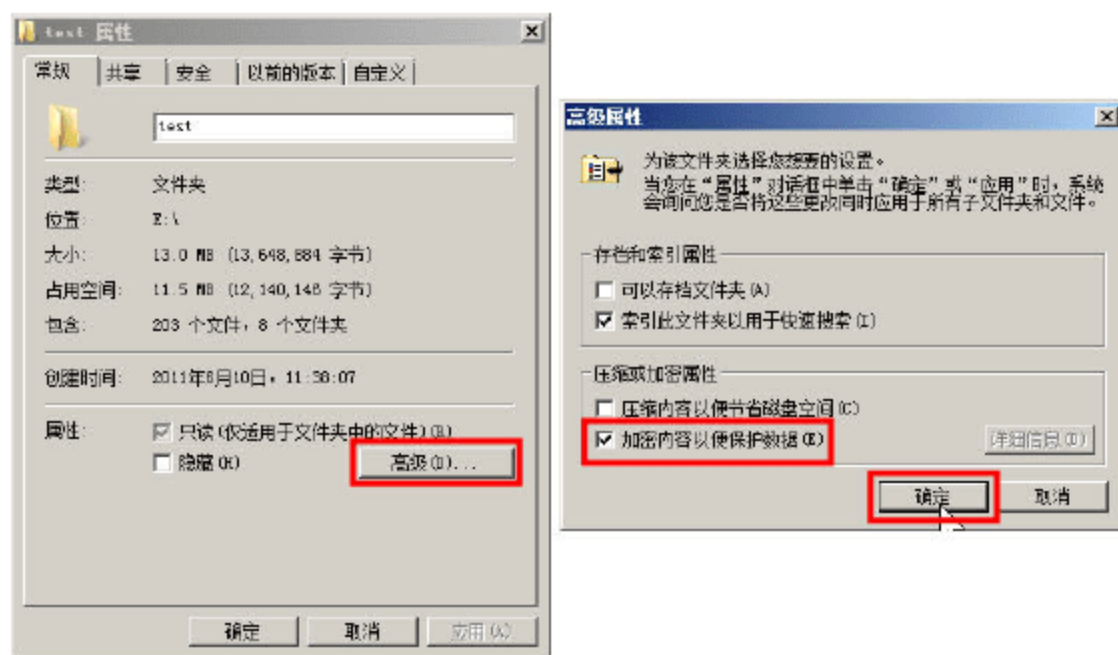 test 属性
常规 共享 安全 以前的版本 自定义
test
类型: 文件夹
位置: E:\
大小: 13.0 MB (13,648,884 字节)
占用空间: 11.5 MB (12,140,146 字节)
包含: 203 个文件, 8 个文件夹
创建时间: 2011年6月10日, 11:38:07
属性: 只读(仅适用于文件夹中的文件)(R)
隐藏(H) 高级(D)...
确定 取消 应用(A)
高级属性
为该文件夹选择您想要的设置。
当您在“属性”对话框中单击“确定”或“应用”时, 系统
会询问您是否将这些更改同时应用于所有子文件夹和文件。
存档和索引属性
可以存档文件夹(A)
索引此文件夹以用于快速搜索(I)
压缩或加密属性
压缩内容以便节省磁盘空间(C)
加密内容以便保护数据(E) 详细信息(D)
确定 取消